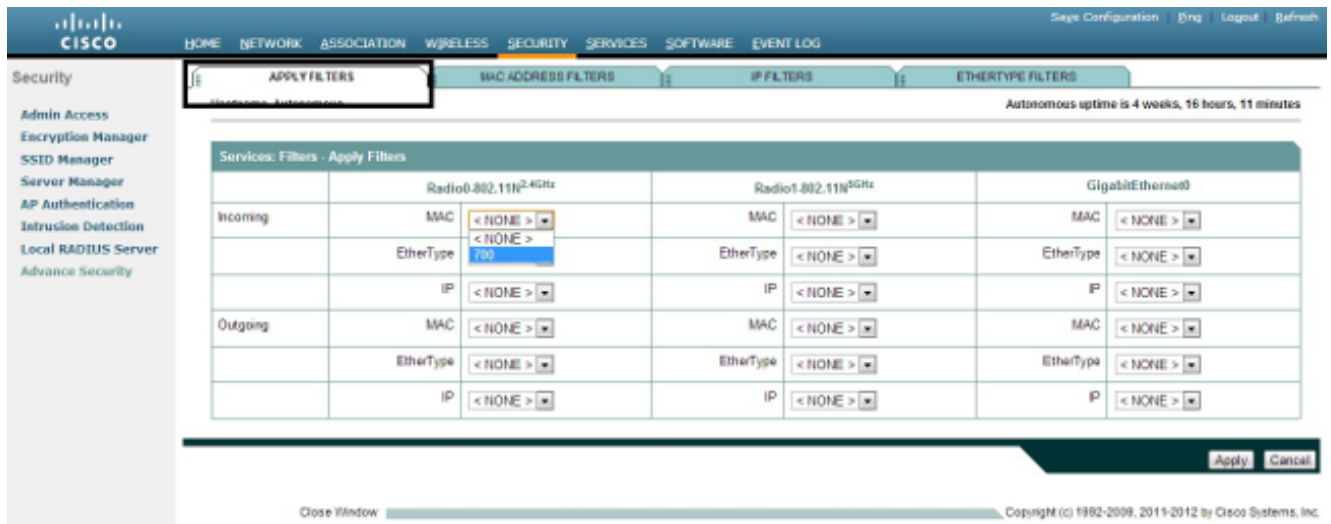 Save Configuration | Ping | Logout | Refresh
CISCO
HOME NETWORK ASSOCIATION WIRELESS SECURITY SERVICES SOFTWARE EVENT LOG
Security
APPLY FILTERS MAC ADDRESS FILTERS IP FILTERS ETHERTYPE FILTERS
Hostname Autonomous
Autonomous uptime is 4 weeks, 16 hours, 11 minutes
Admin Access
Encryption Manager
SSID Manager
Server Manager
AP Authentication
Intrusion Detection
Local RADIUS Server
Advance Security
Services: Filters - Apply Filters
Radio0-802.11N2.4GHz Radio1-802.11N5GHz GigabitEthernet0
Incoming MAC < NONE > MAC < NONE > MAC < NONE >
< NONE >
700
EtherType EtherType < NONE > EtherType < NONE >
IP < NONE > IP < NONE > IP < NONE >
Outgoing MAC < NONE > MAC < NONE > MAC < NONE >
EtherType < NONE > EtherType < NONE > EtherType < NONE >
IP < NONE > IP < NONE > IP < NONE >
Apply Cancel
Close Window
Copyright (c) 1992-2009, 2011-2012 by Cisco Systems, Inc.